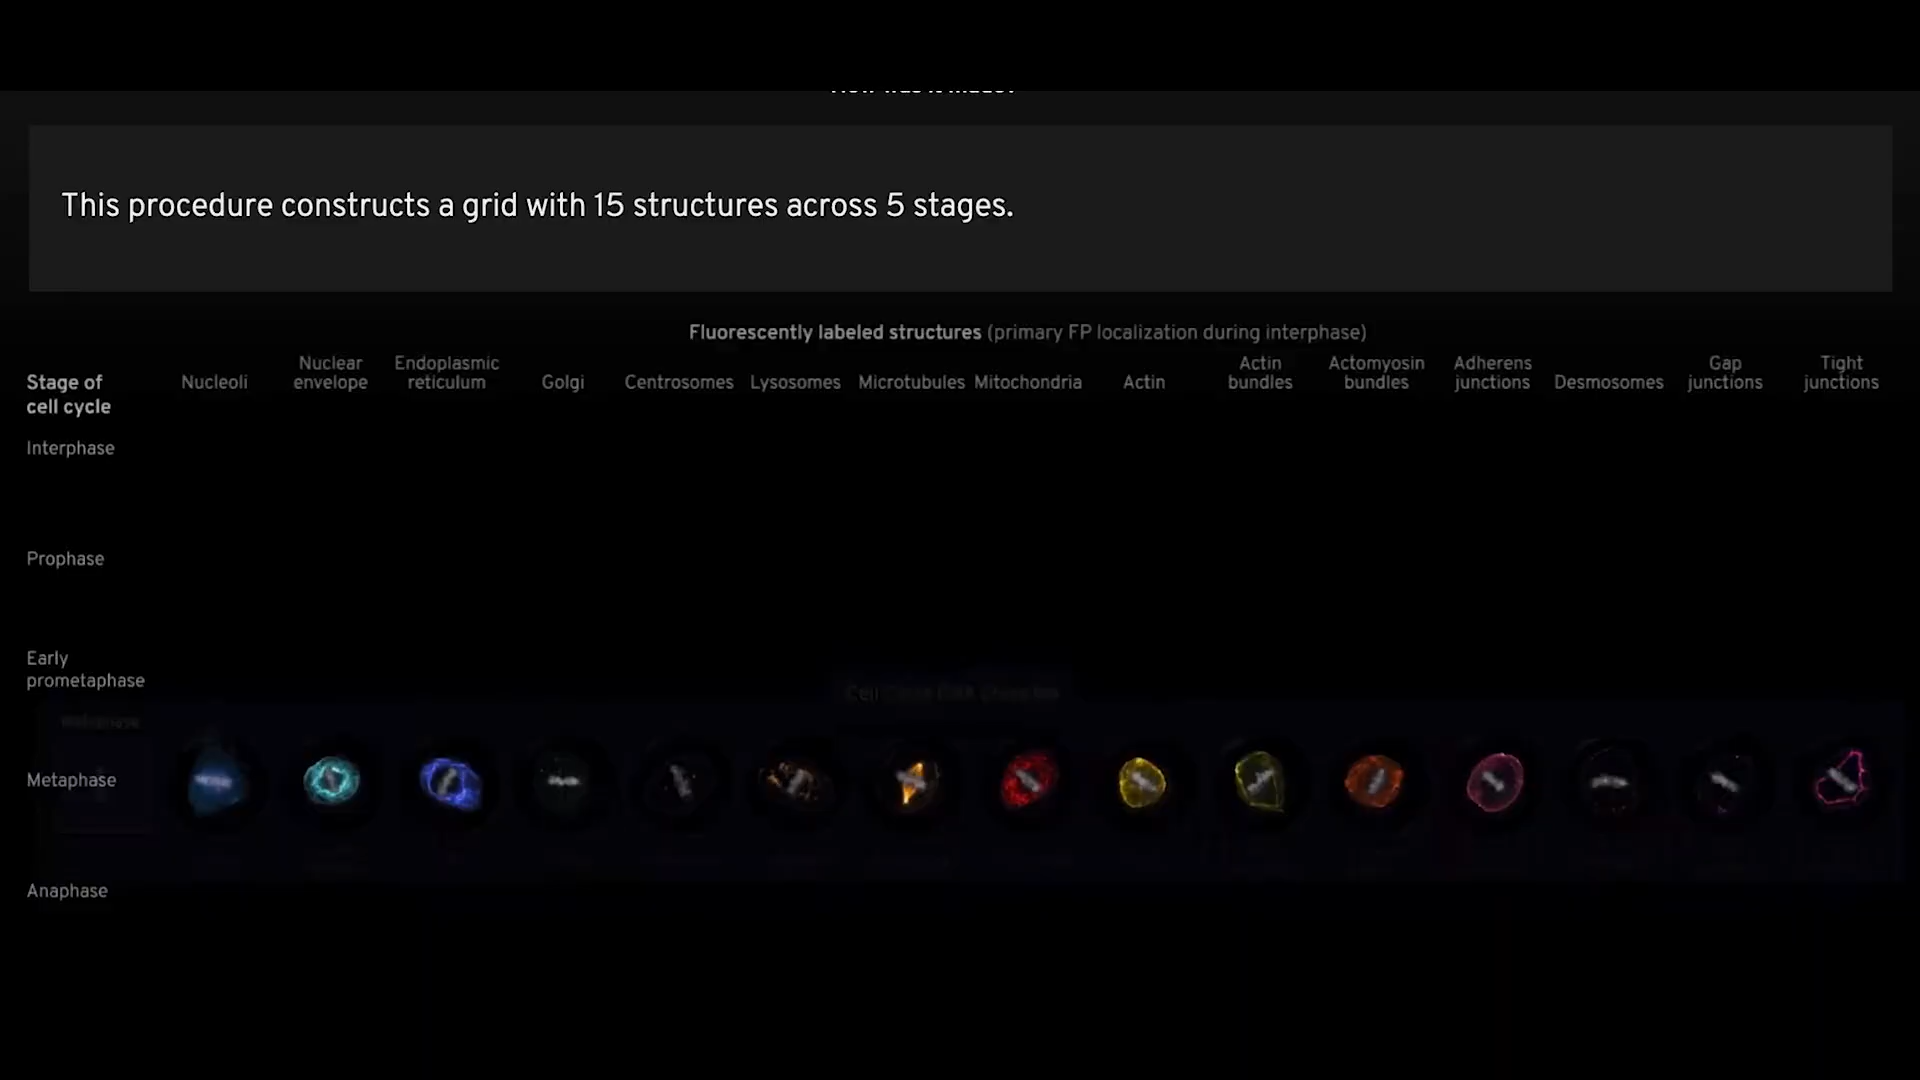 This procedure constructs a grid with 15 structures across 5 stages.
Fluorescently labeled structures (primary FP localization during interphase)
Stage of
cell cycle
Nucleoli
Nuclear
envelope
Endoplasmic
reticulum
Golgi
Centrosomes
Lysosomes
Microtubules
Mitochondria
Actin
Actin
bundles
Actomyosin
bundles
Adherens
junctions
Desmosomes
Gap
junctions
Tight
junctions
Interphase
Prophase
Early
prometaphase
Metaphase
Anaphase